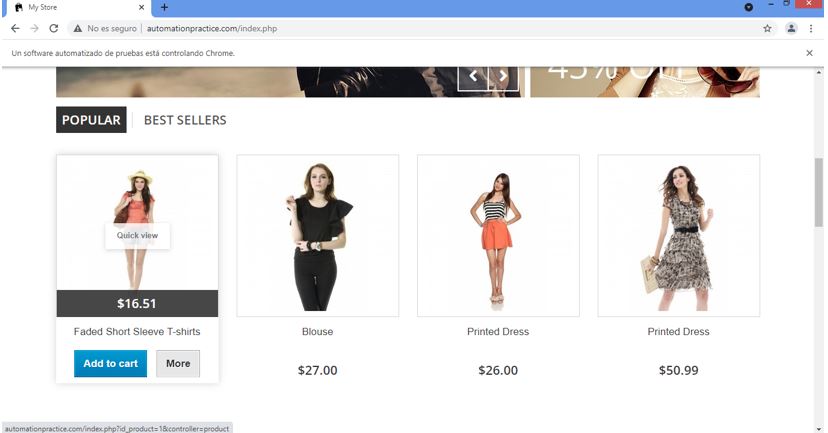 My Store
No es seguro | automationpractice.com/index.php
Un software automatizado de pruebas está controlando Chrome.
45% OFF
POPULAR
BEST SELLERS
Quick view
$16.51
Faded Short Sleeve T-shirts
Blouse
Printed Dress
Printed Dress
Add to cart
More
$27.00
$26.00
$50.99
automationpractice.com/index.php?id_product=1&controller=product